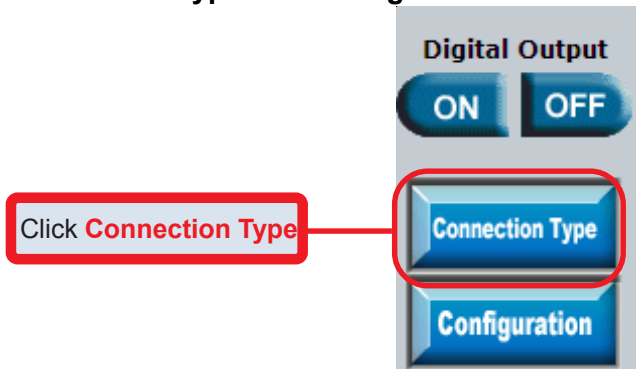 Digital Output
ON OFF
Click Connection Type
Connection Type
Configuration